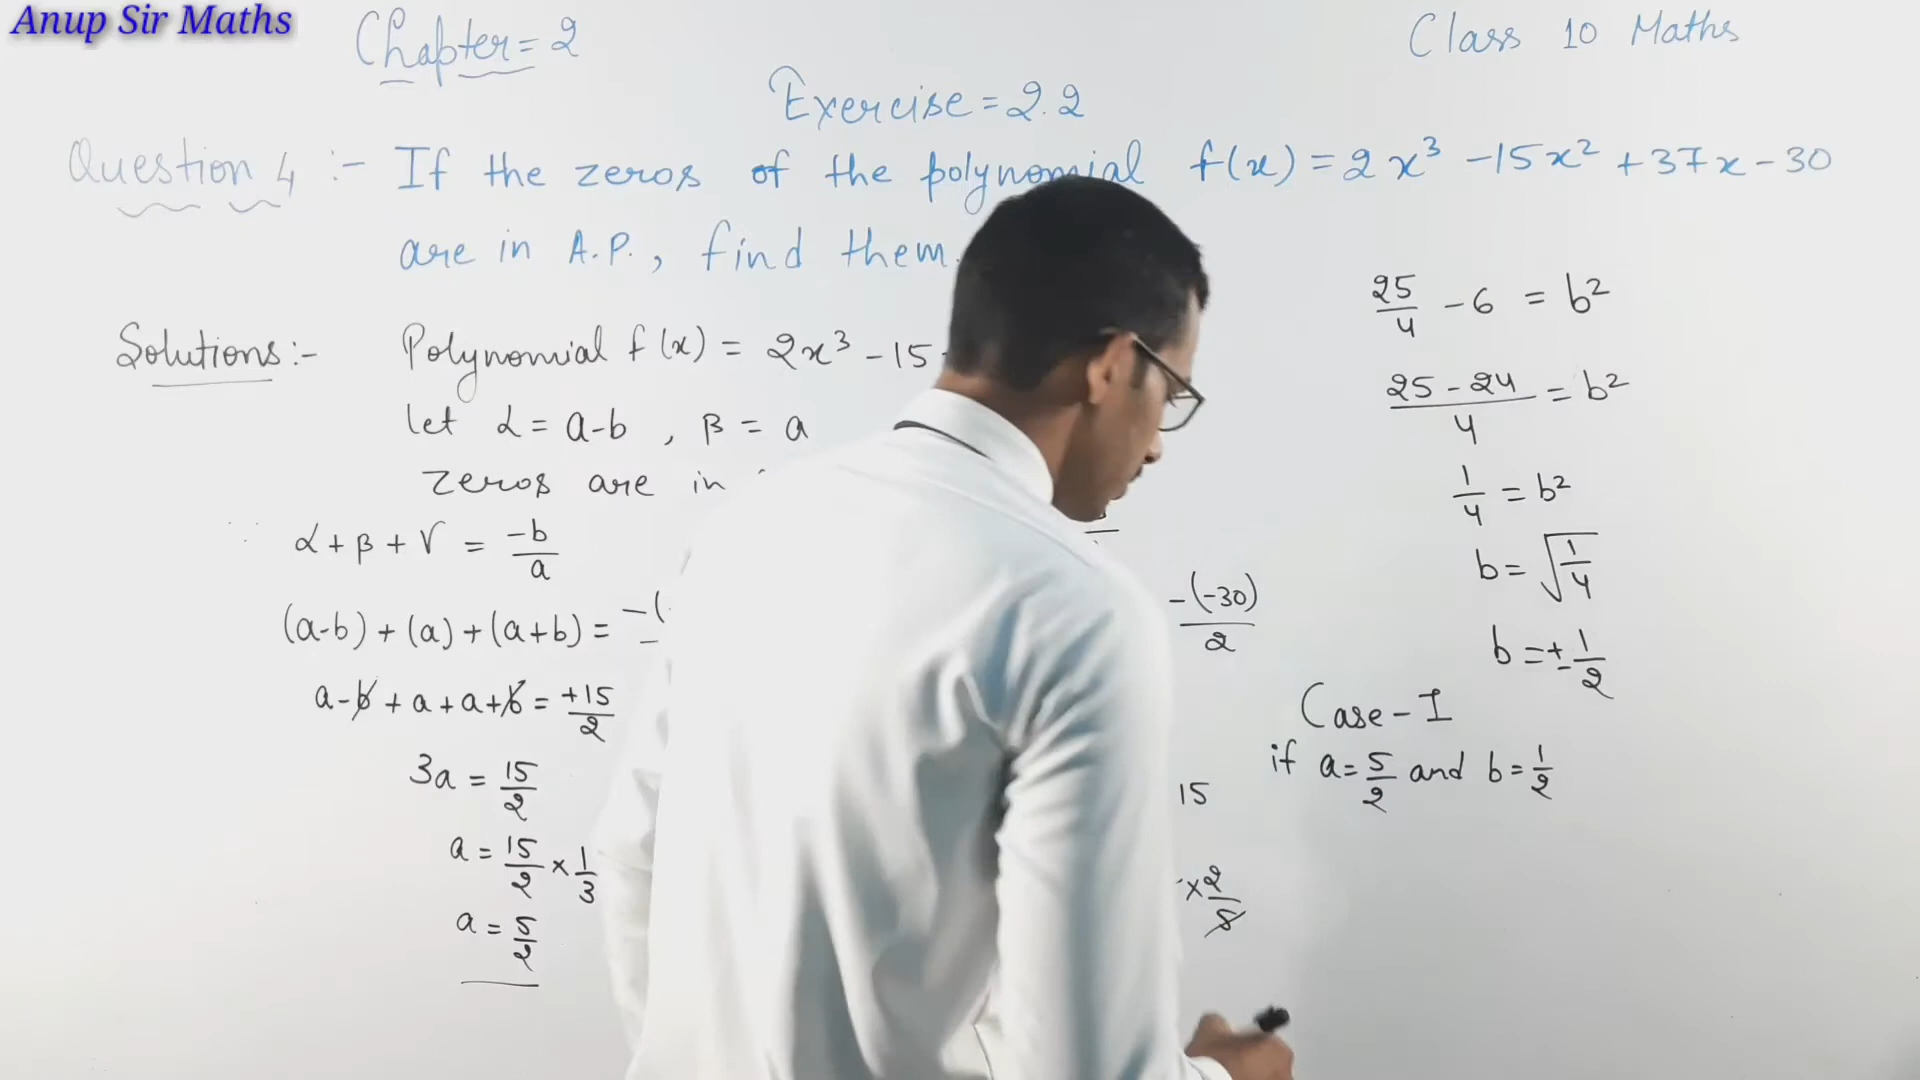 Anup Sir Maths
Chapter = 2
Class 10 Maths
Exercise = 2.2
Question 4 :- If the zeros of the polynomial f(x) = 2x³ - 15x² + 37x - 30
are in A.P., find them.
Solutions :- Polynomial f(x) = 2x³ - 15
let α = a-b , β = a
zeros are in
α + β + γ = -b/a
(a-b) + (a) + (a+b) = -(
a - b + a + a + b = +15/2
3a = 15/2
a = 15/2 × 1/3
a = 5/2
-(-30)/2
15
× 2/5
25/4 - 6 = b²
25 - 24/4 = b²
1/4 = b²
b = √1/4
b = ± 1/2
Case - I
if a = 5/2 and b = 1/2